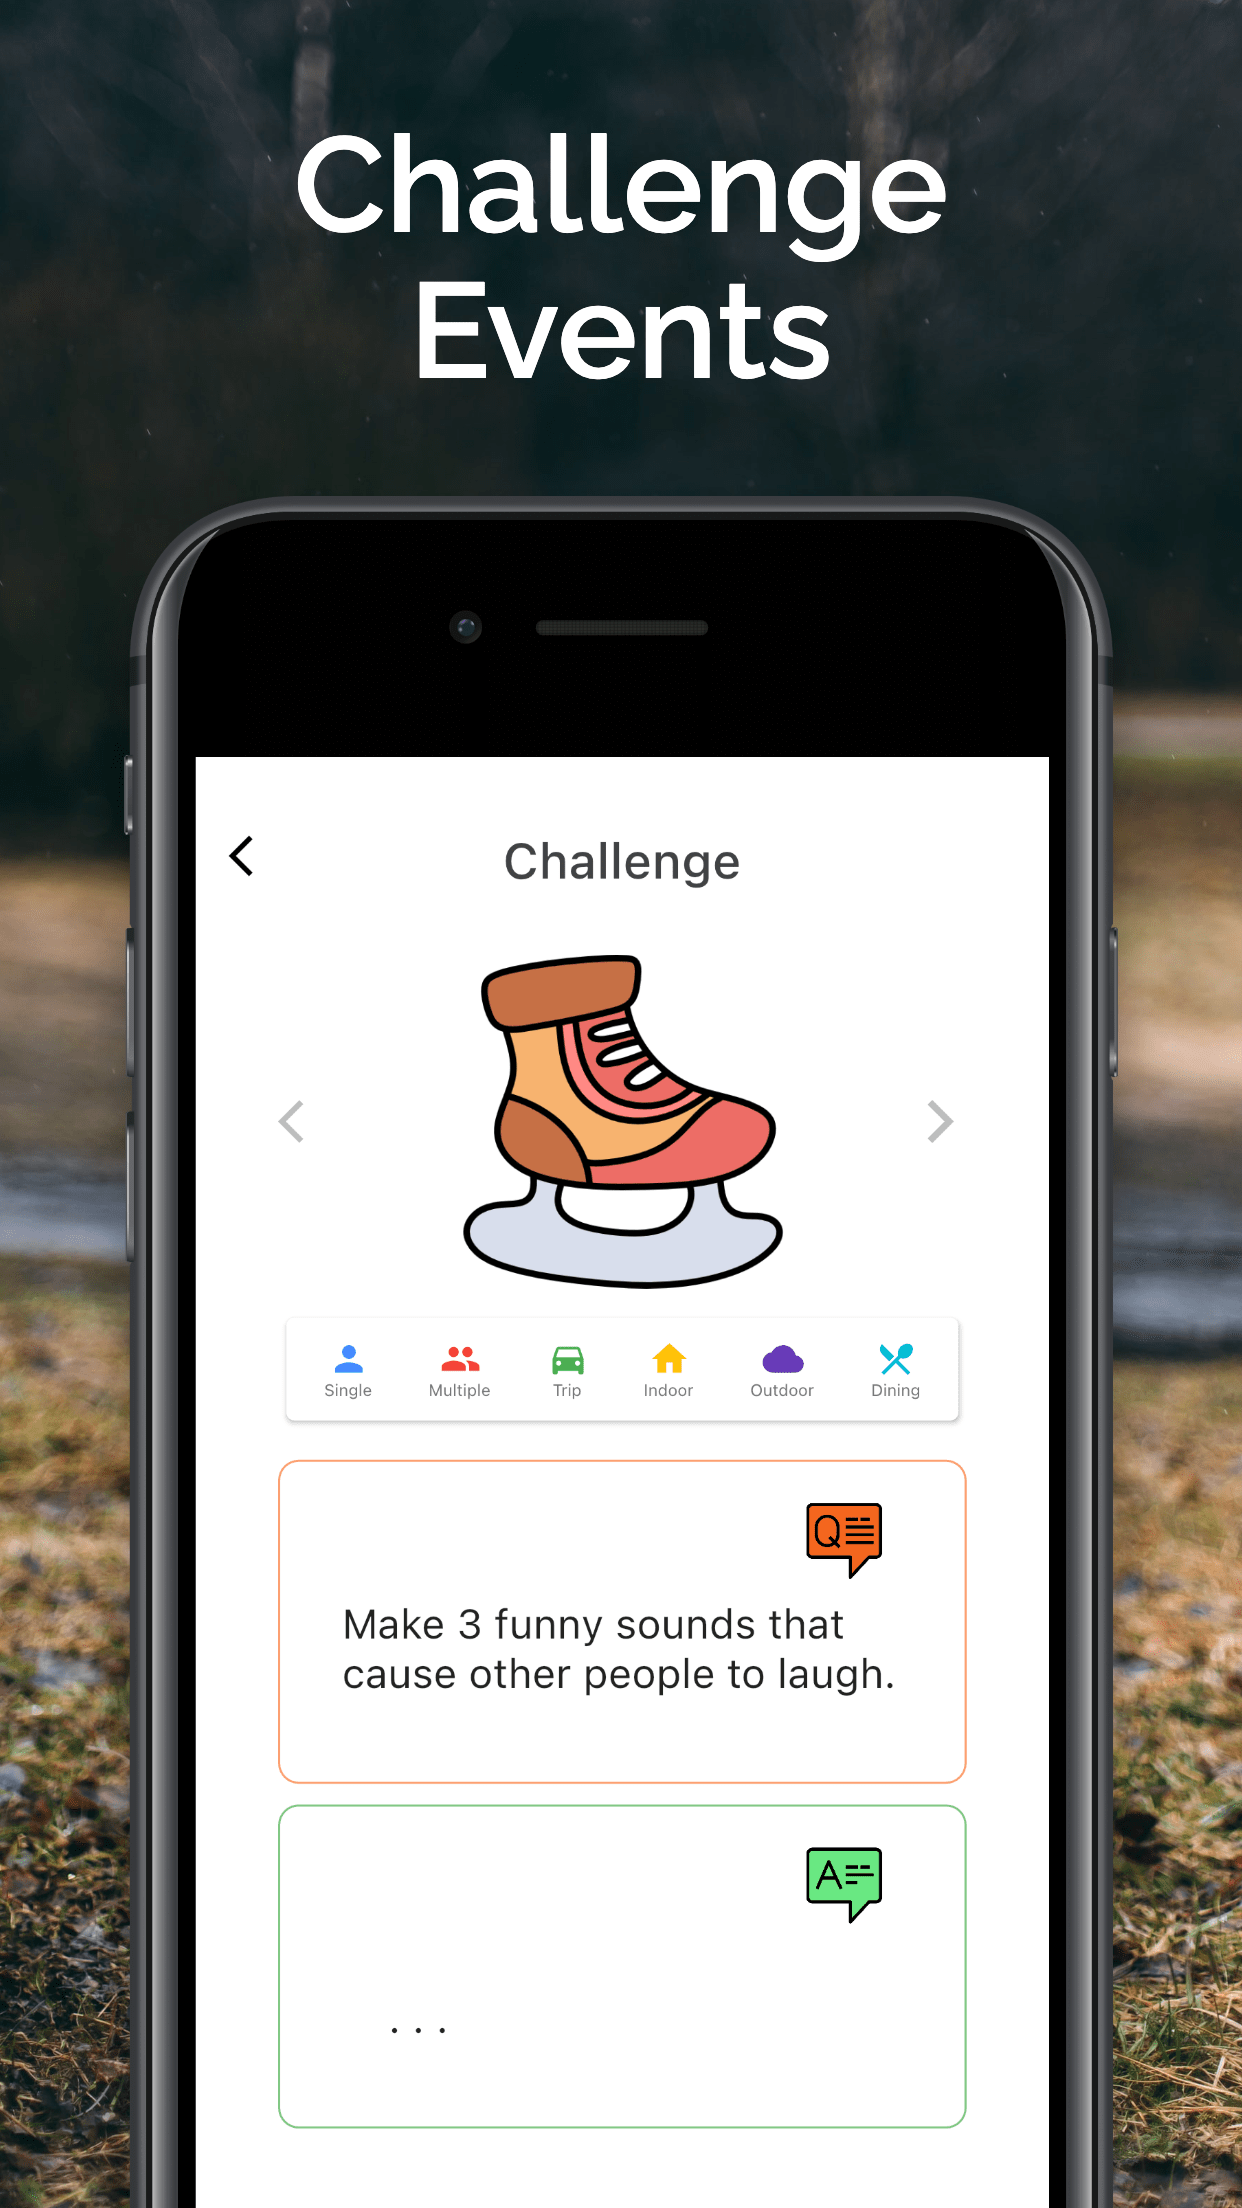 Challenge
Events
Challenge
Single Multiple Trip Indoor Outdoor Dining
Q
Make 3 funny sounds that
cause other people to laugh.
A
...